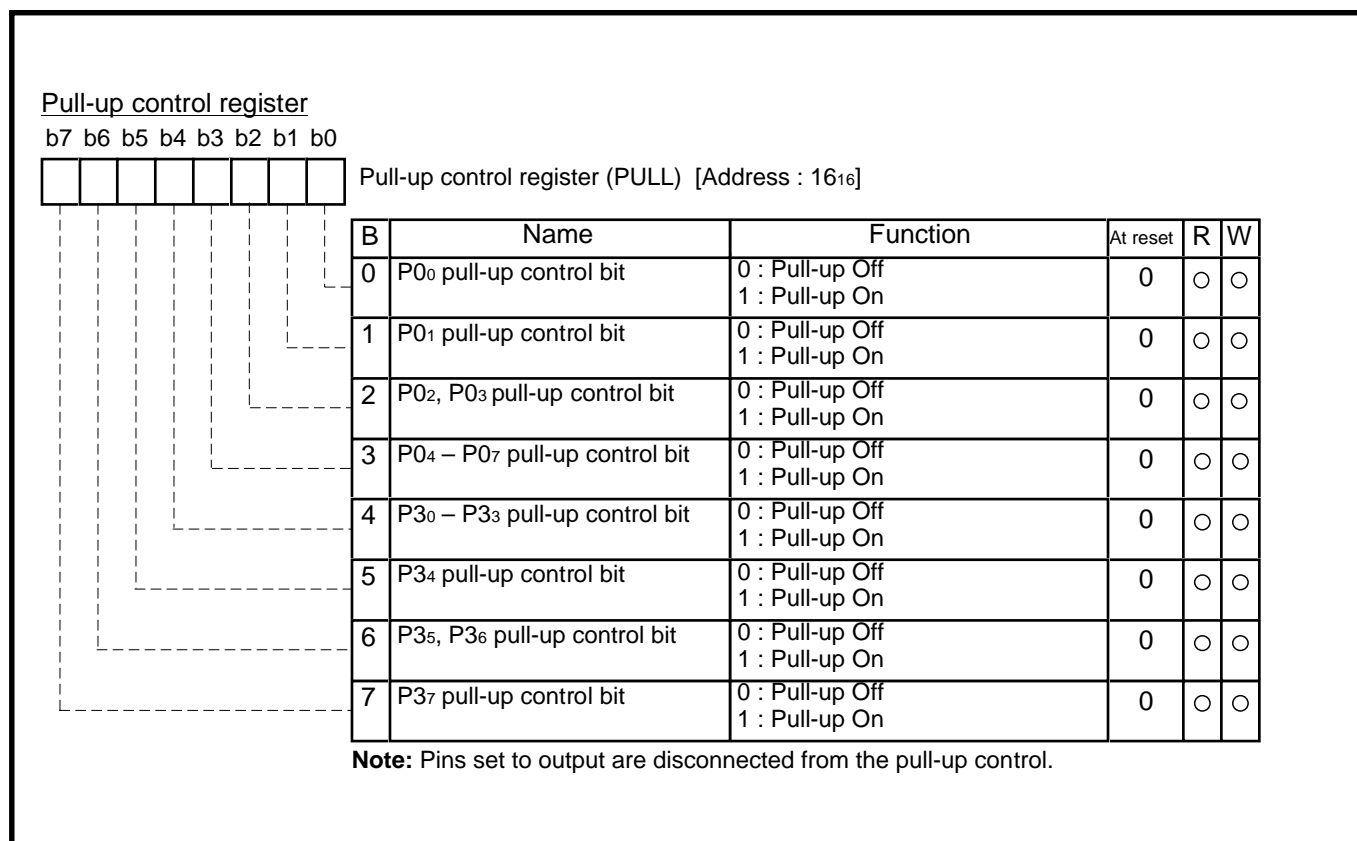 Pull-up control register
b7 b6 b5 b4 b3 b2 b1 b0
Pull-up control register (PULL) [Address : 16₁₆]
B Name Function At reset R W
0 P0₀ pull-up control bit 0 : Pull-up Off 0 ○ ○
1 : Pull-up On
1 P0₁ pull-up control bit 0 : Pull-up Off 0 ○ ○
1 : Pull-up On
2 P0₂, P0₃ pull-up control bit 0 : Pull-up Off 0 ○ ○
1 : Pull-up On
3 P0₄ – P0₇ pull-up control bit 0 : Pull-up Off 0 ○ ○
1 : Pull-up On
4 P3₀ – P3₃ pull-up control bit 0 : Pull-up Off 0 ○ ○
1 : Pull-up On
5 P3₄ pull-up control bit 0 : Pull-up Off 0 ○ ○
1 : Pull-up On
6 P3₅, P3₆ pull-up control bit 0 : Pull-up Off 0 ○ ○
1 : Pull-up On
7 P3₇ pull-up control bit 0 : Pull-up Off 0 ○ ○
1 : Pull-up On
Note: Pins set to output are disconnected from the pull-up control.